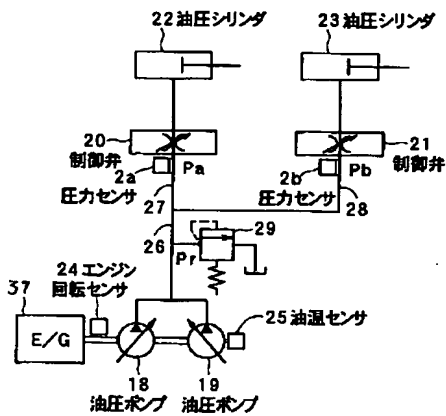 22油圧シリンダ
23油圧シリンダ
20
制御弁
2a
Pa
圧力センサ
27
21
制御弁
2b
Pb
圧力センサ
28
26
29
Pr
24エンジン
回転センサ
37
E/G
25油温センサ
18
油圧ポンプ
19
油圧ポンプ